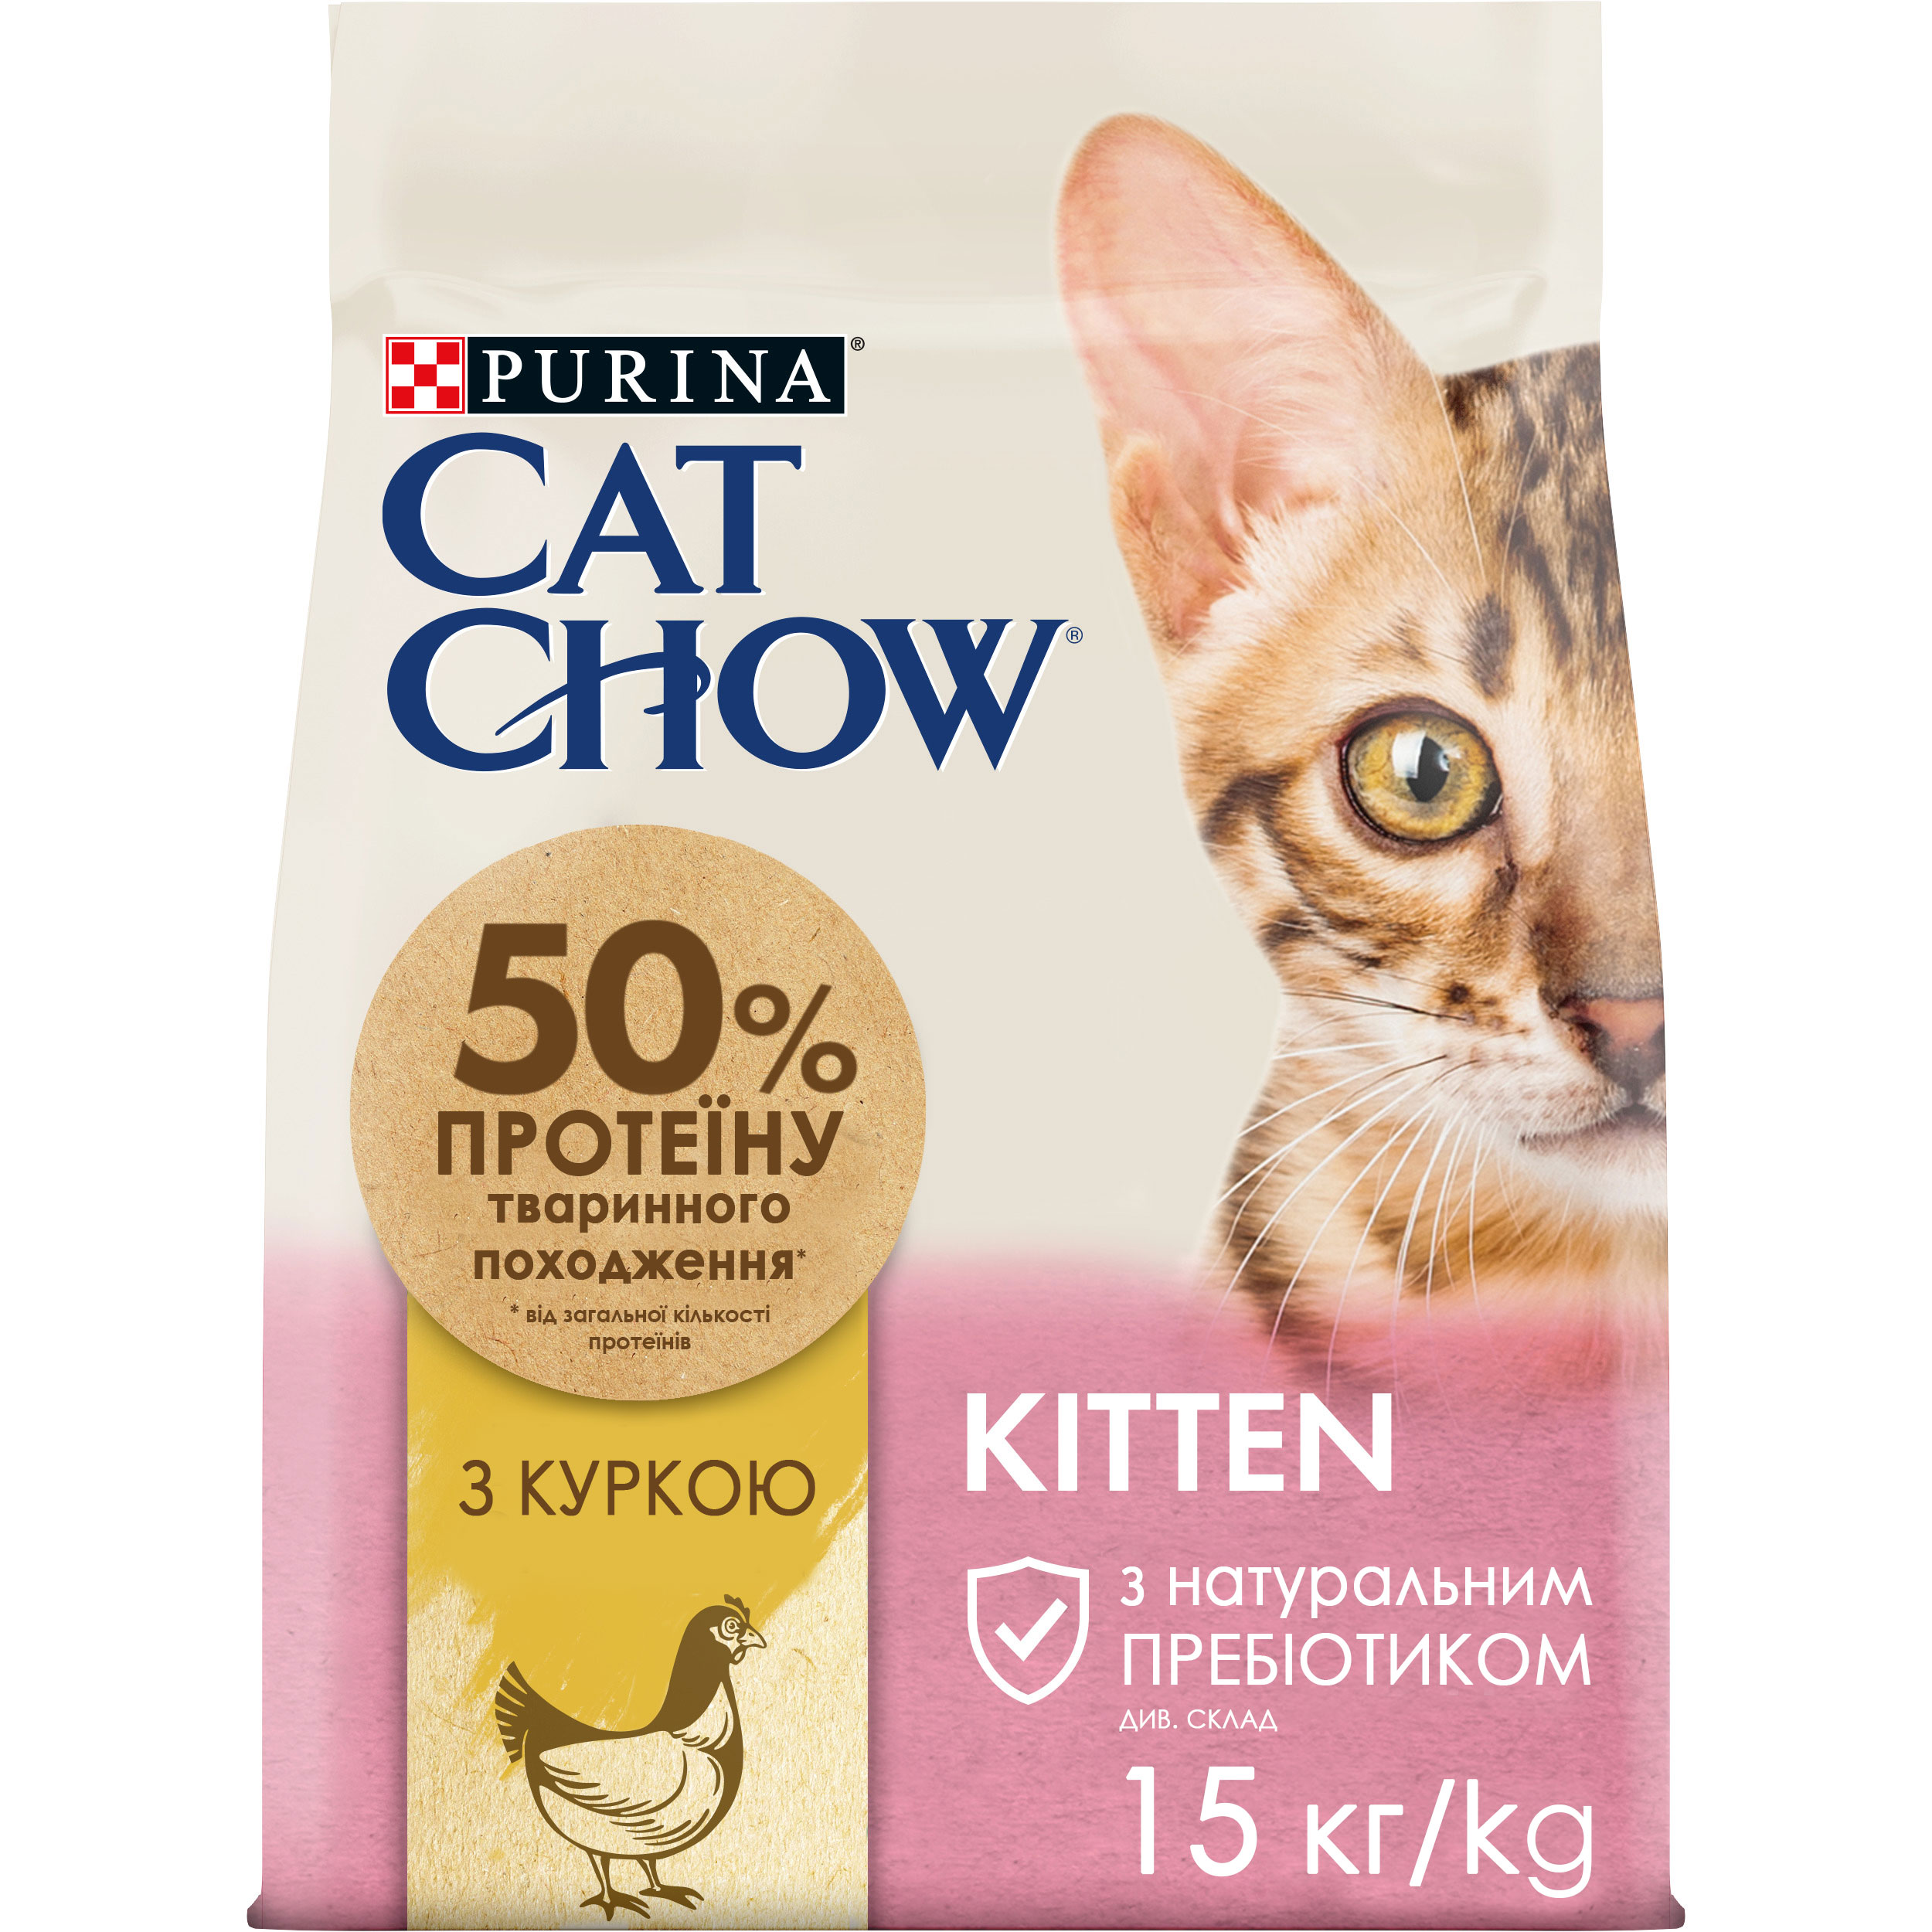 PURINA®
CAT
CHOW®
50%
ПРОТЕЇНУ
тваринного
походження*
* від загальної кількості
протеїнів
З КУРКОЮ
KITTEN
з натуральним
ПРЕБІОТИКОМ
ДИВ. СКЛАД
15 кг/kg